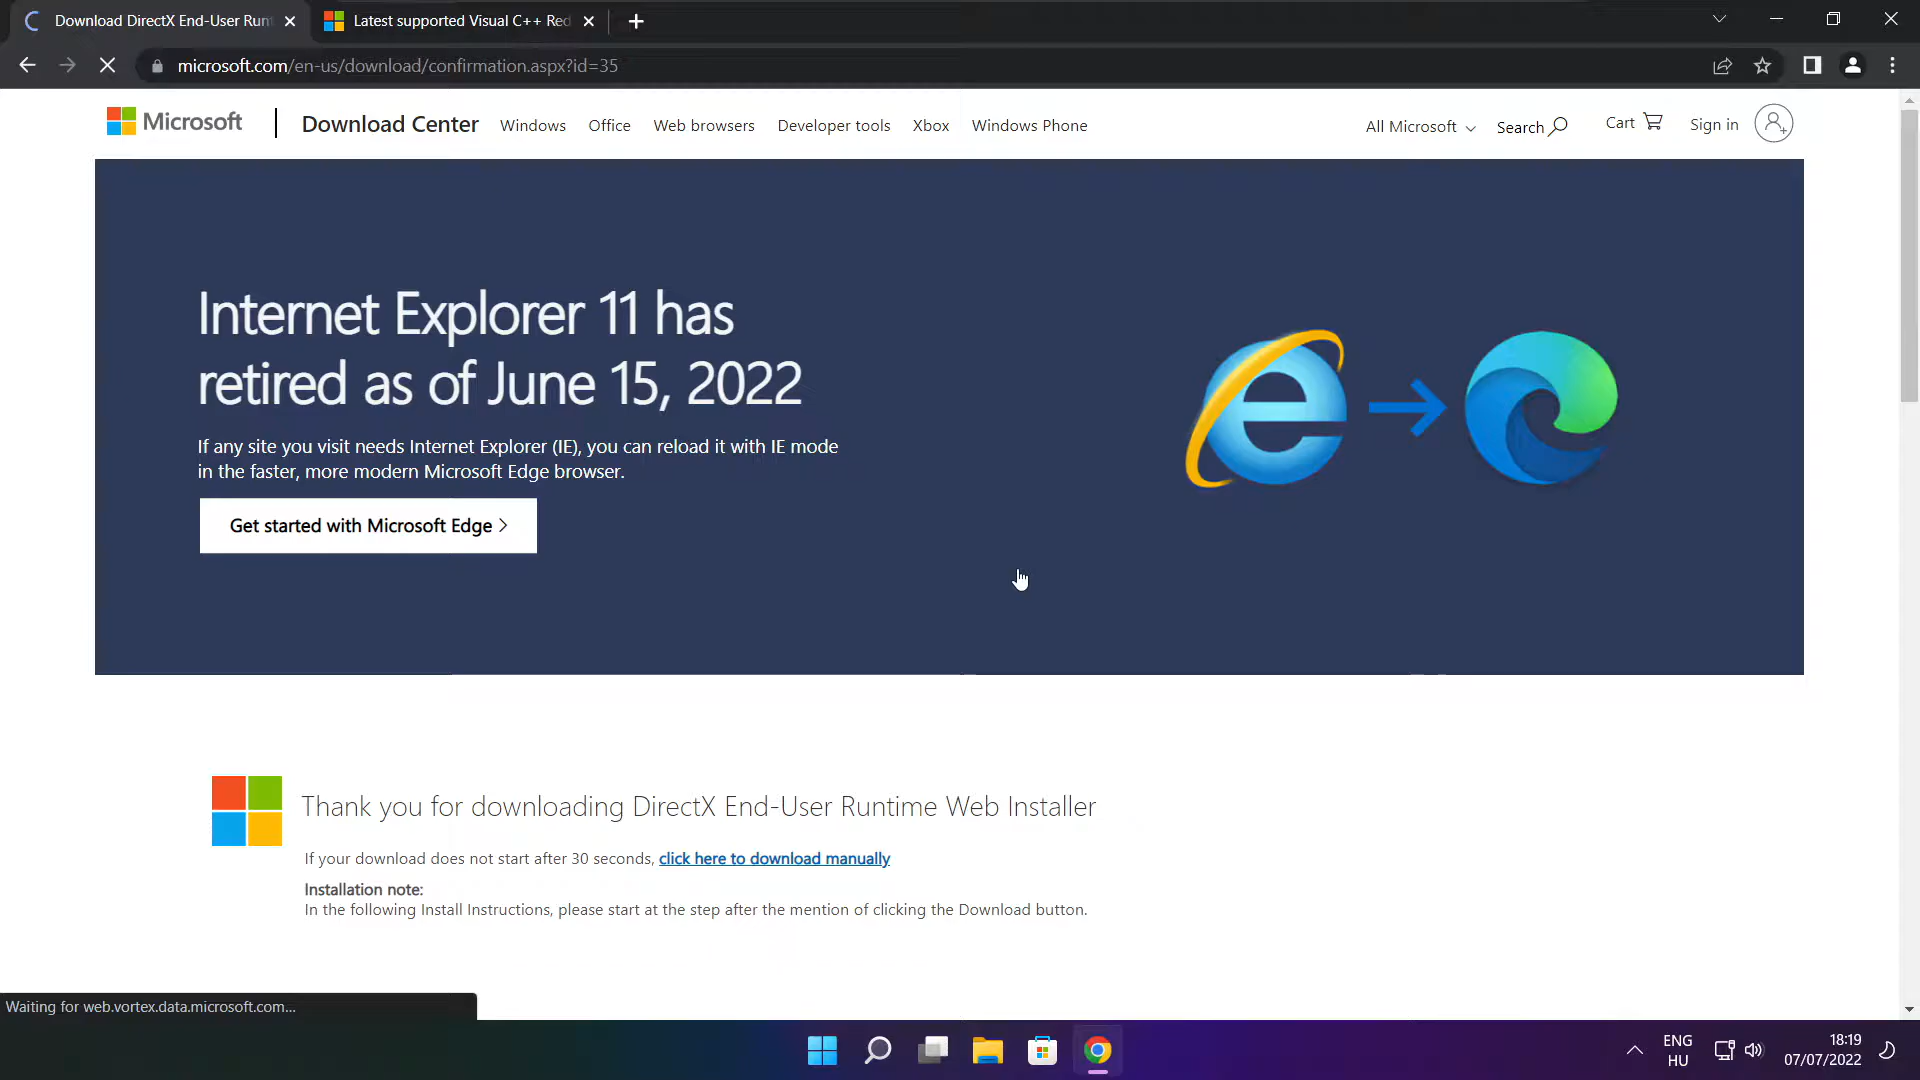 Download DirectX End-User Runt
Latest supported Visual C++ Red
microsoft.com/en-us/download/confirmation.aspx?id=35
Microsoft
Download Center
Windows
Office
Web browsers
Developer tools
Xbox
Windows Phone
All Microsoft
Search
Cart
Sign in
Internet Explorer 11 has
retired as of June 15, 2022
If any site you visit needs Internet Explorer (IE), you can reload it with IE mode
in the faster, more modern Microsoft Edge browser.
Get started with Microsoft Edge >
Thank you for downloading DirectX End-User Runtime Web Installer
If your download does not start after 30 seconds, click here to download manually
Installation note:
In the following Install Instructions, please start at the step after the mention of clicking the Download button.
Waiting for web.vortex.data.microsoft.com...
ENG
HU
18:19
07/07/2022